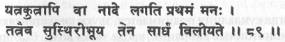 यत्रकुत्रापि वा नादे लगति प्रथमं मनः ।
तत्रैव सुस्थिरीभूय तेन सार्धं विलीयते ॥ ८९ ॥